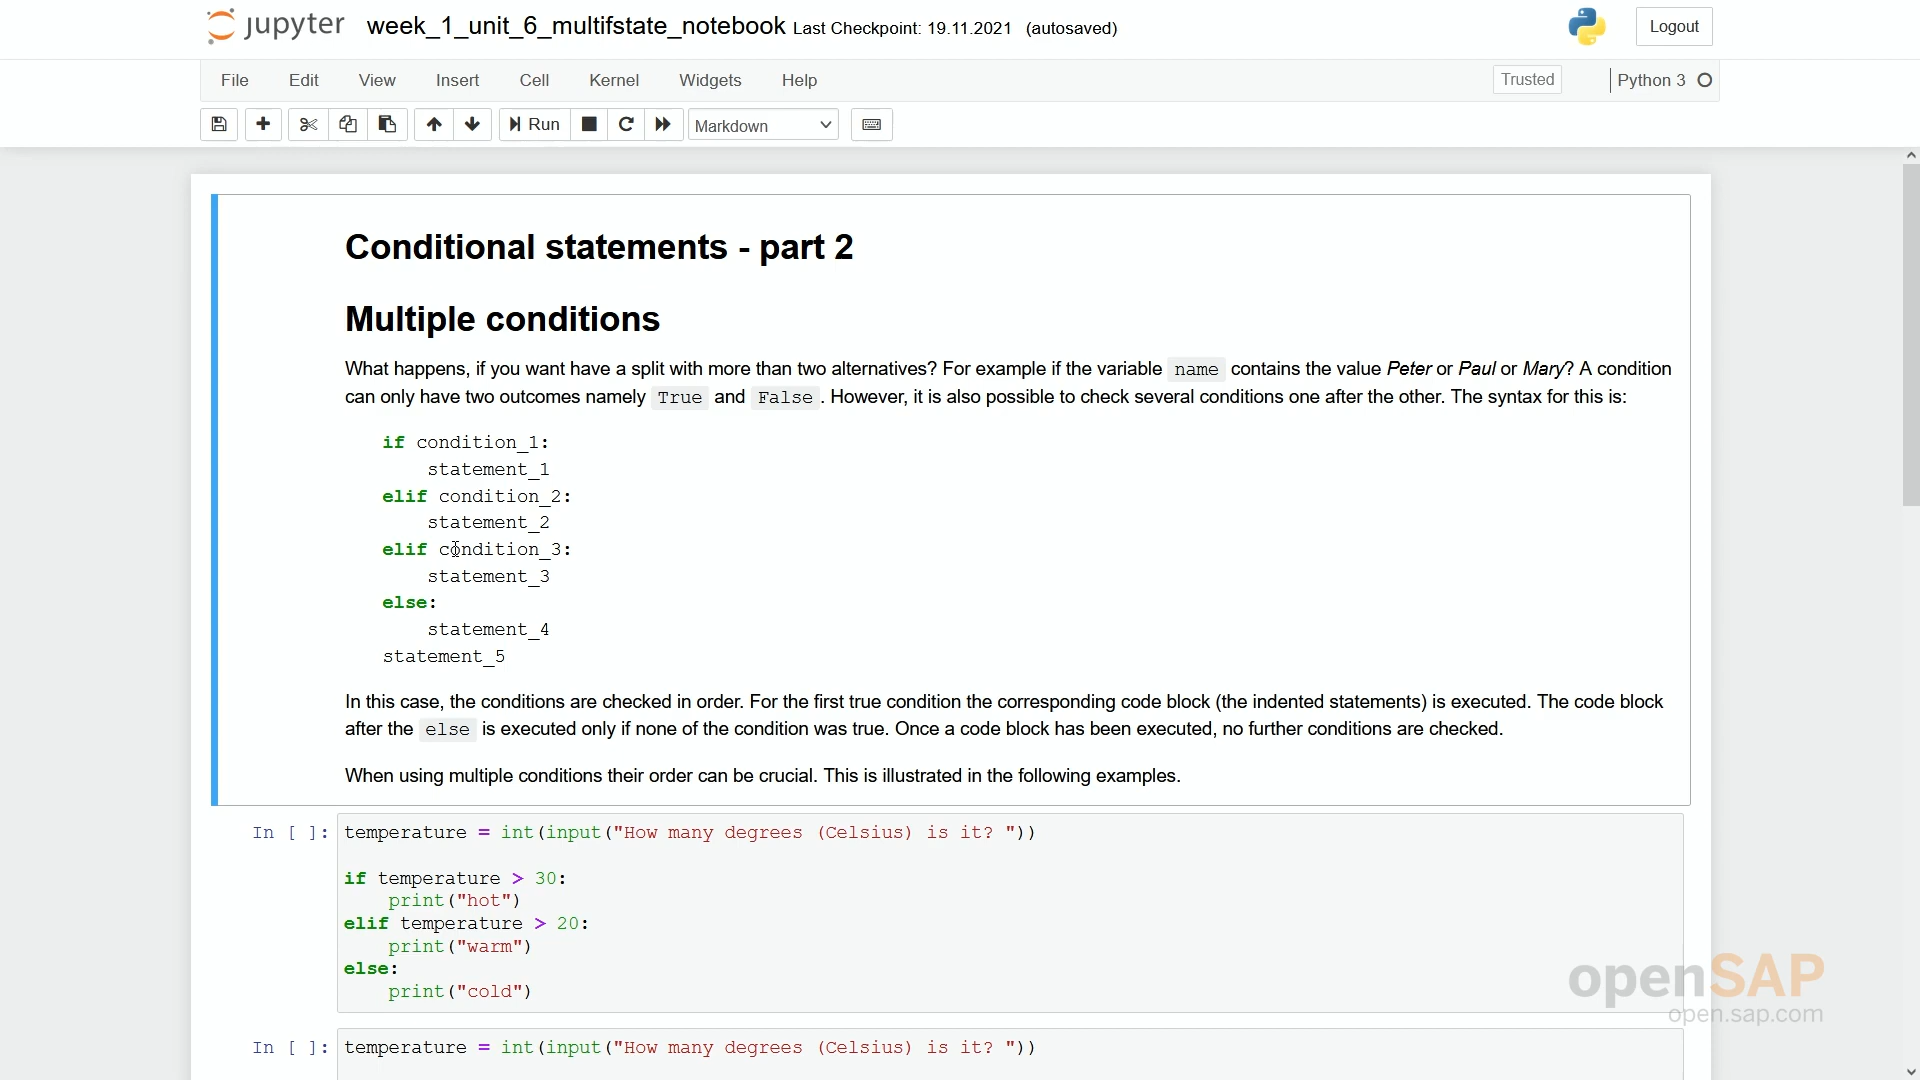 jupyter week_1_unit_6_multifstate_notebook Last Checkpoint: 19.11.2021 (autosaved) Logout
File Edit View Insert Cell Kernel Widgets Help Trusted Python 3
Run Markdown
Conditional statements - part 2
Multiple conditions
What happens, if you want have a split with more than two alternatives? For example if the variable name contains the value Peter or Paul or Mary? A condition
can only have two outcomes namely True and False . However, it is also possible to check several conditions one after the other. The syntax for this is:
if condition_1:
    statement_1
elif condition_2:
    statement_2
elif condition_3:
    statement_3
else:
    statement_4
statement_5
In this case, the conditions are checked in order. For the first true condition the corresponding code block (the indented statements) is executed. The code block
after the else is executed only if none of the condition was true. Once a code block has been executed, no further conditions are checked.
When using multiple conditions their order can be crucial. This is illustrated in the following examples.
In [ ]: temperature = int(input("How many degrees (Celsius) is it? "))
if temperature > 30:
    print("hot")
elif temperature > 20:
    print("warm")
else:
    print("cold")
openSAP
open.sap.com
In [ ]: temperature = int(input("How many degrees (Celsius) is it? "))